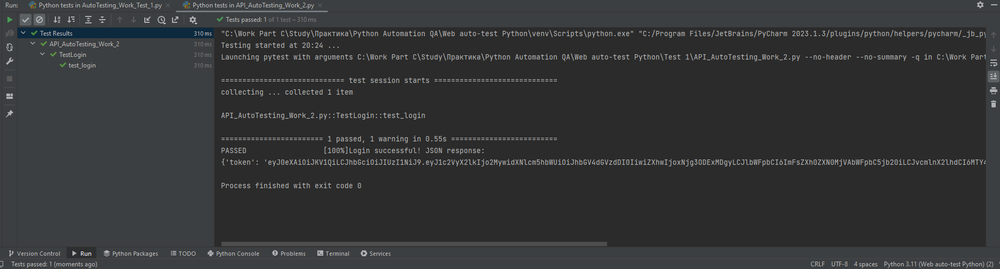 Run: Python tests in AutoTesting_Work_Test_1.py Python tests in API_AutoTesting_Work_2.py
Tests passed: 1 of 1 test – 310 ms
Test Results 310 ms
API_AutoTesting_Work_2 310 ms
TestLogin 310 ms
test_login 310 ms
"C:\Work Part C\Study\Практика\Python Automation QA\Web auto-test Python\venv\Scripts\python.exe" "C:/Program Files/JetBrains/PyCharm 2023.1.3/plugins/python/helpers/pycharm/_jb_py
Testing started at 20:24 ...
Launching pytest with arguments C:\Work Part C\Study\Практика\Python Automation QA\Web auto-test Python\Test 1\API_AutoTesting_Work_2.py --no-header --no-summary -q in C:\Work Part
============================= test session starts =============================
collecting ... collected 1 item
API_AutoTesting_Work_2.py::TestLogin::test_login
======================== 1 passed, 1 warning in 0.55s =========================
PASSED [100%]Login successful! JSON response:
{'token': 'eyJ0eXAiOiJKV1QiLCJhbGciOiJIUzI1NiJ9.eyJ1c2VyX2lkIjo2MywidXNlcm5hbWUiOiJhbGV4dGVzdDI0IiwiZXhwIjoxNjg3ODExMDgyLCJlbWFpbCI6ImFsZXh0ZXN0MjVAbWFpbC5jb20iLCJvcmlnX2lhdCI6MTY4
Process finished with exit code 0
Version Control Run Python Packages TODO Python Console Problems Terminal Services
Tests passed: 1 (moments ago) CRLF UTF-8 4 spaces Python 3.11 (Web auto-test Python) (2)